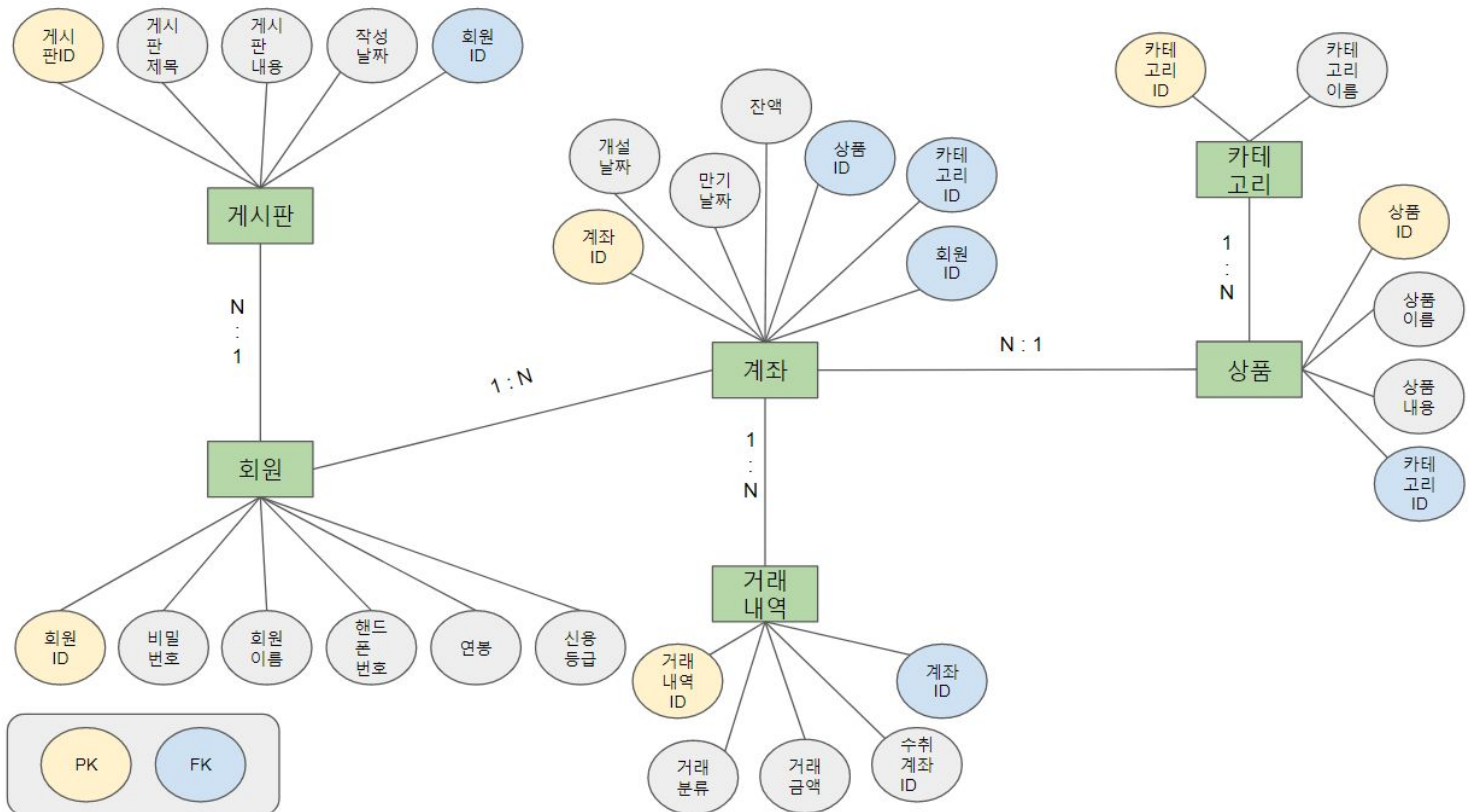 게시
판ID
게시
판
제목
게시
판
내용
작성
날짜
회원
ID
게시판
N
:
1
회원
회원
ID
비밀
번호
회원
이름
핸드
폰
번호
연봉
신용
등급
PK
FK
1 : N
계좌
ID
개설
날짜
만기
날짜
잔액
상품
ID
카테
고리
ID
회원
ID
계좌
1
:
N
거래
내역
거래
내역
ID
거래
분류
거래
금액
수취
계좌
ID
계좌
ID
N : 1
카테
고리
ID
카테
고리
이름
카테
고리
1
:
N
상품
상품
ID
상품
이름
상품
내용
카테
고리
ID